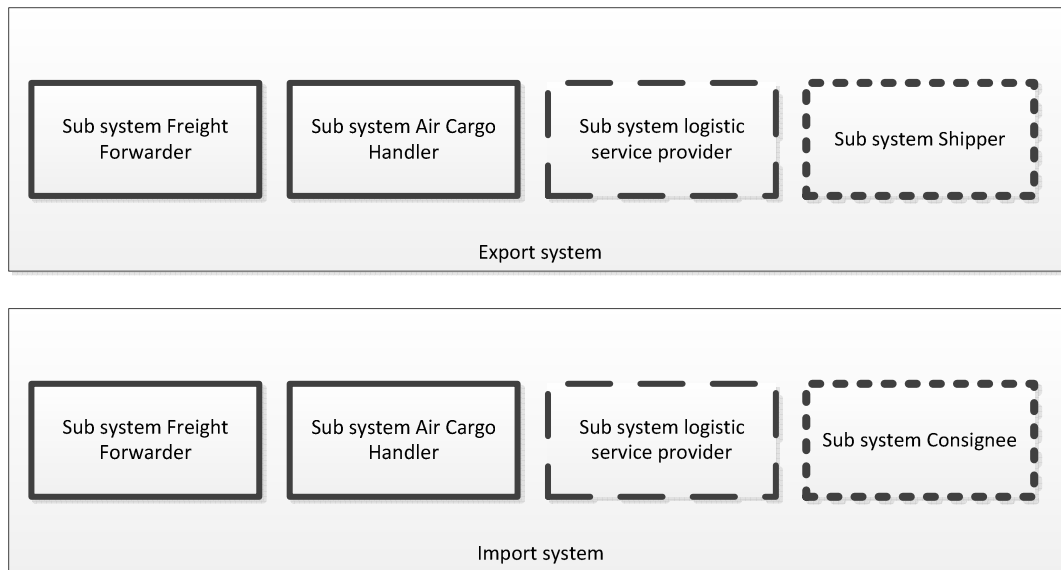 Sub system Freight
Forwarder
Sub system Air Cargo
Handler
Sub system logistic
service provider
Sub system Shipper
Export system
Sub system Freight
Forwarder
Sub system Air Cargo
Handler
Sub system logistic
service provider
Sub system Consignee
Import system